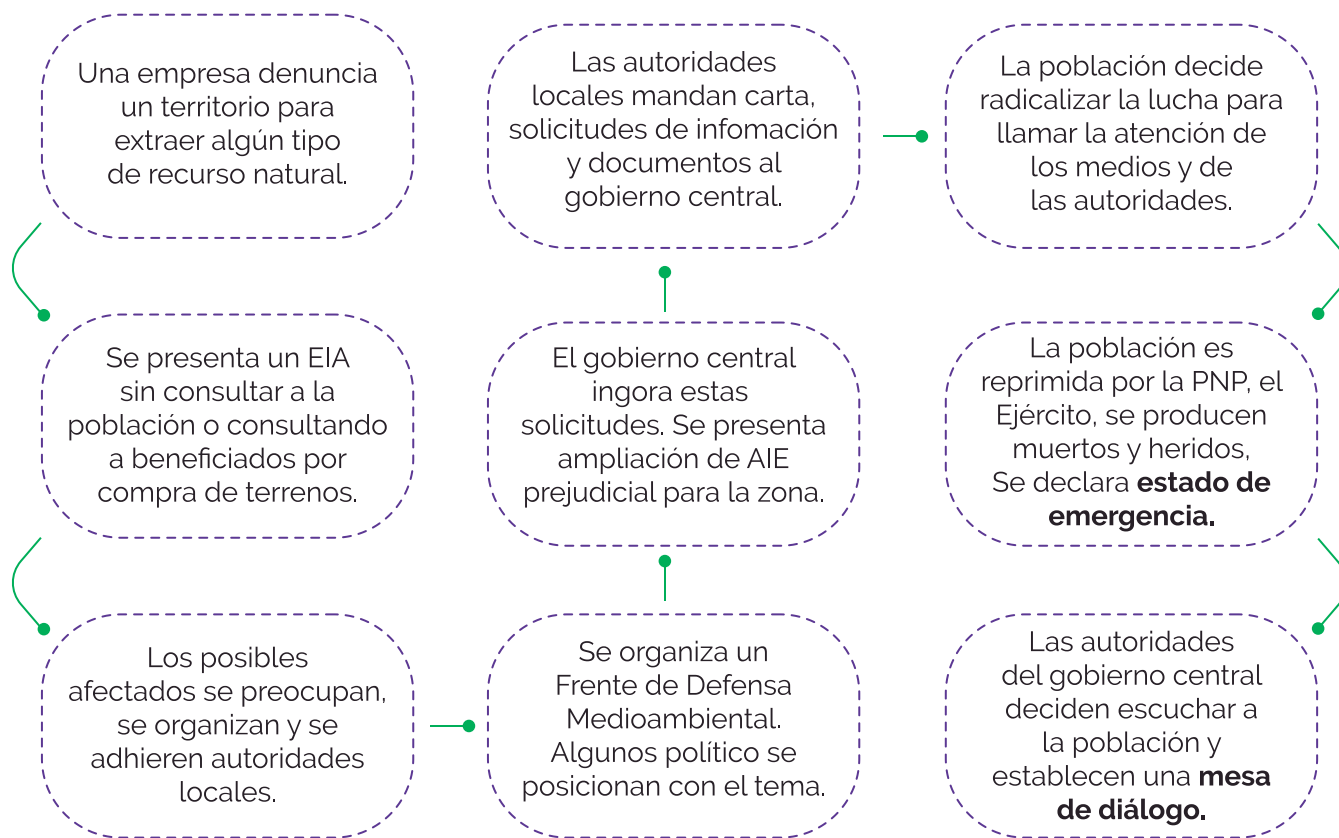 Una empresa denuncia
un territorio para
extraer algún tipo
de recurso natural.
Se presenta un EIA
sin consultar a la
población o consultando
a beneficiados por
compra de terrenos.
Los posibles
afectados se preocupan,
se organizan y se
adhieren autoridades
locales.
Se organiza un
Frente de Defensa
Medioambiental.
Algunos político se
posicionan con el tema.
El gobierno central
ingora estas
solicitudes. Se presenta
ampliación de AIE
prejudicial para la zona.
Las autoridades
locales mandan carta,
solicitudes de infomación
y documentos al
gobierno central.
La población decide
radicalizar la lucha para
llamar la atención de
los medios y de
las autoridades.
La población es
reprimida por la PNP, el
Ejército, se producen
muertos y heridos,
Se declara estado de
emergencia.
Las autoridades
del gobierno central
deciden escuchar a
la población y
establecen una mesa
de diálogo.